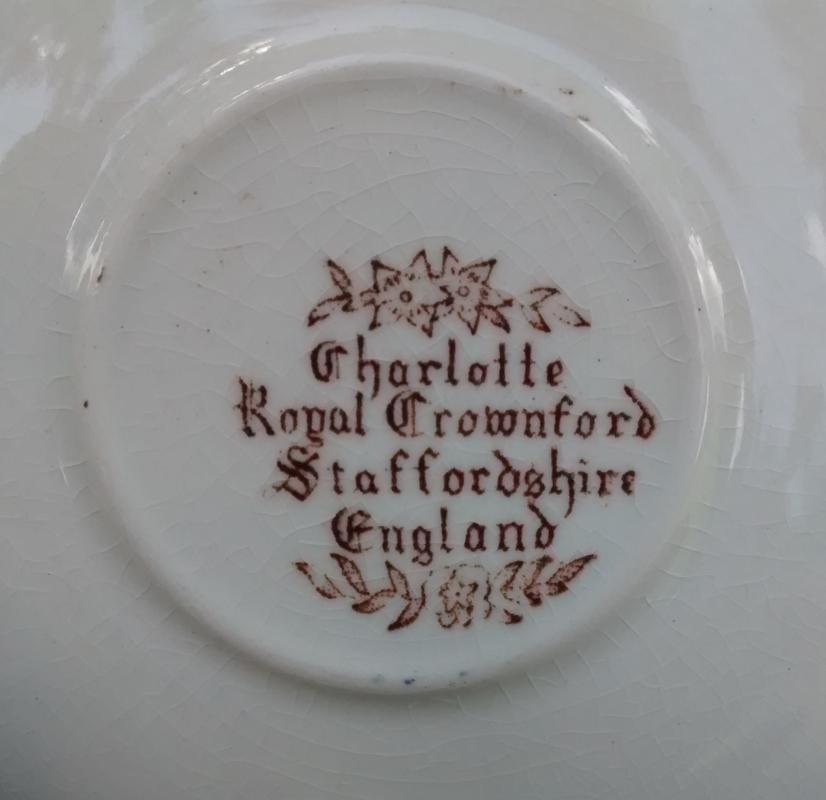 Charlotte
Royal Crownford
Staffordshire
England